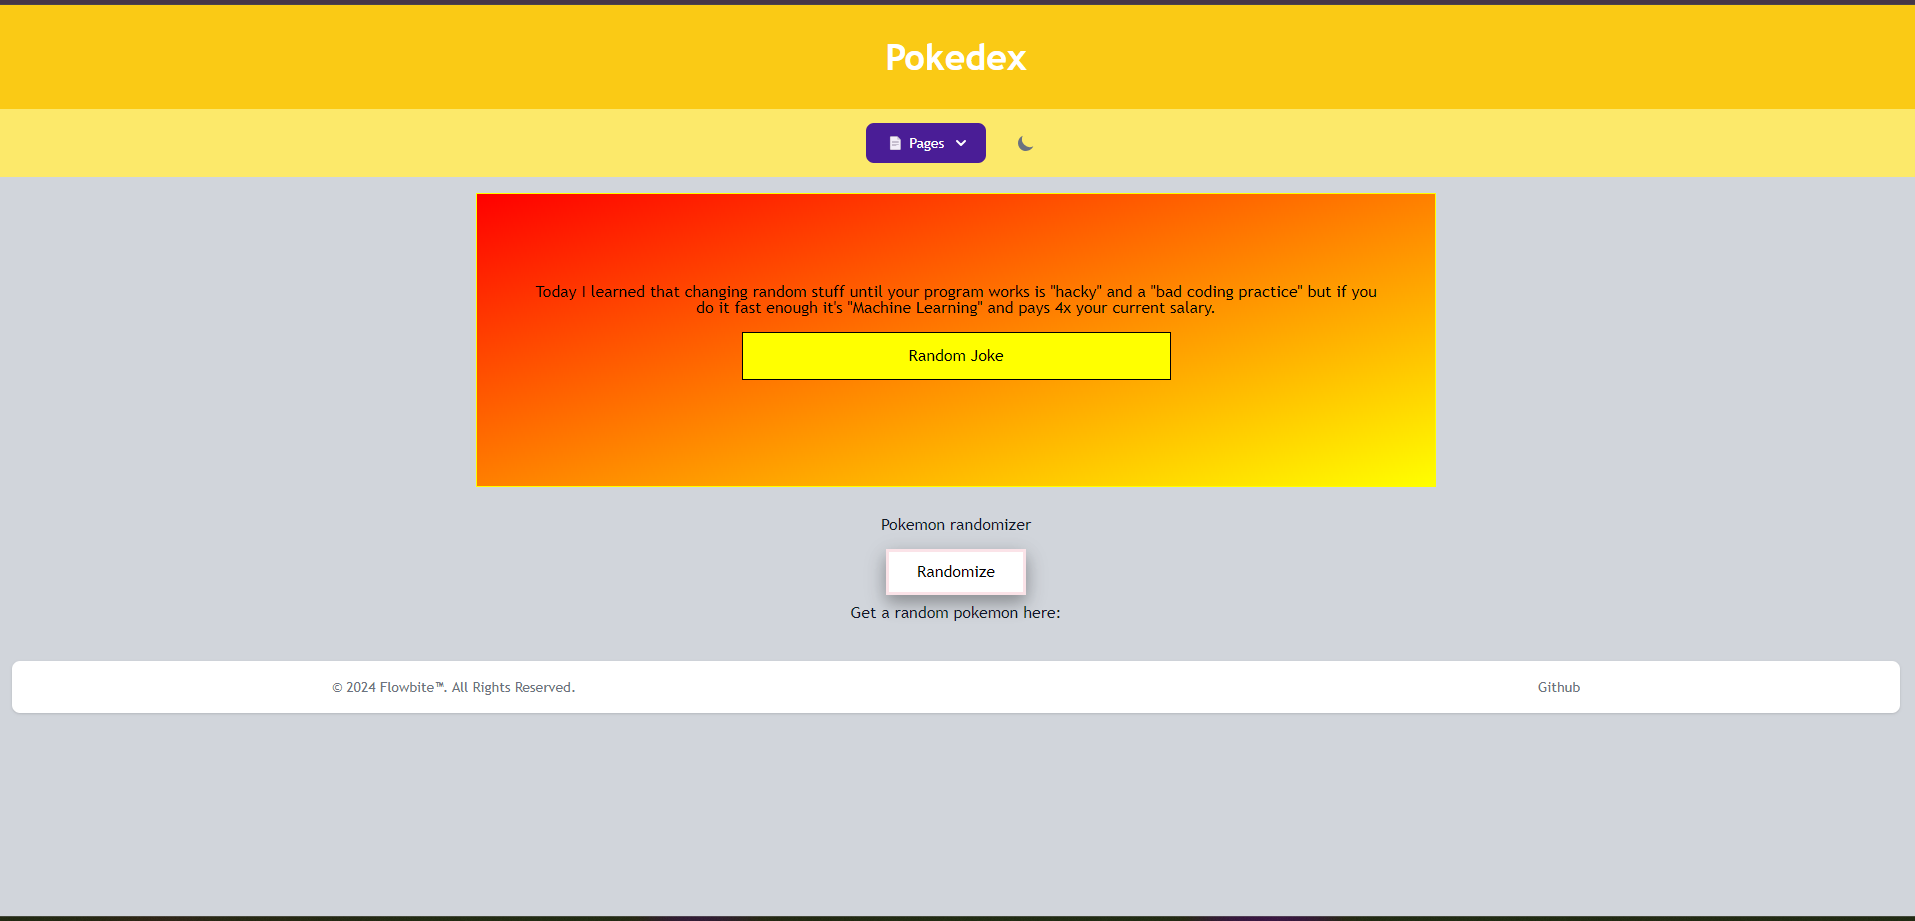 Pokedex
Pages
Today I learned that changing random stuff until your program works is "hacky" and a "bad coding practice" but if you
do it fast enough it's "Machine Learning" and pays 4x your current salary.
Random Joke
Pokemon randomizer
Randomize
Get a random pokemon here:
© 2024 Flowbite™. All Rights Reserved.
Github